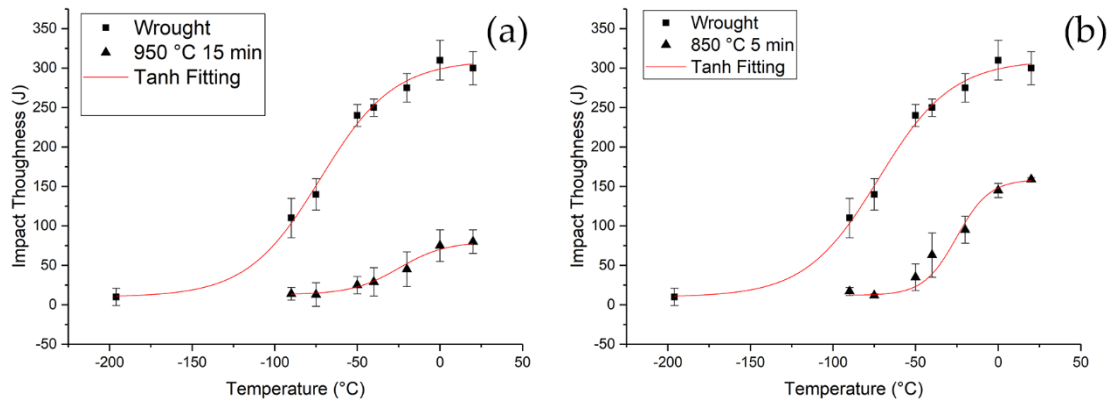 (a)
Wrought
950 °C 15 min
Tanh Fitting
350
300
250
200
150
100
50
0
-50
Impact Thoughness (J)
-200 -150 -100 -50 0 50
Temperature (°C)
(b)
Wrought
850 °C 5 min
Tanh Fitting
350
300
250
200
150
100
50
0
-50
Impact Thoughness (J)
-200 -150 -100 -50 0 50
Temperature (°C)